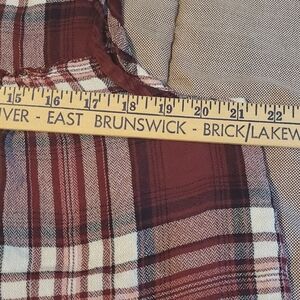 15 16 17 18 19 20 21 22
VER - EAST BRUNSWICK - BRICK/LAKEW